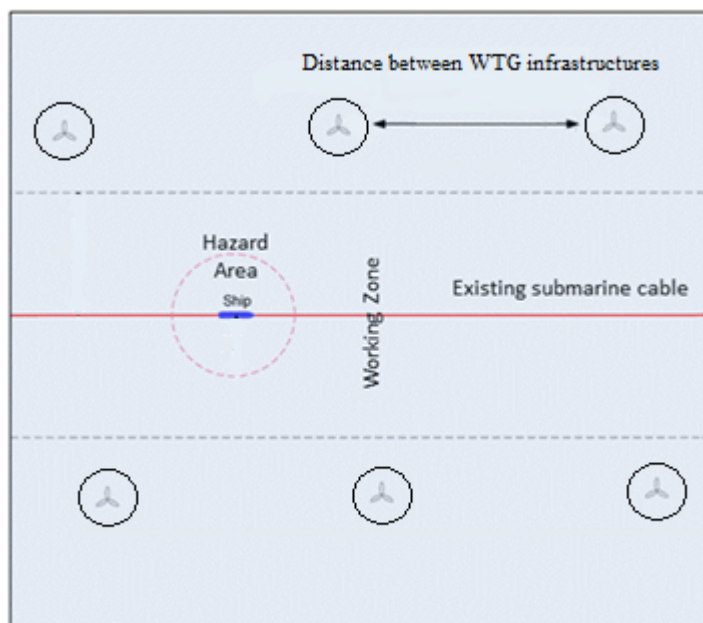 Distance between WTG infrastructures
Hazard
Area
Ship
Existing submarine cable
Working Zone